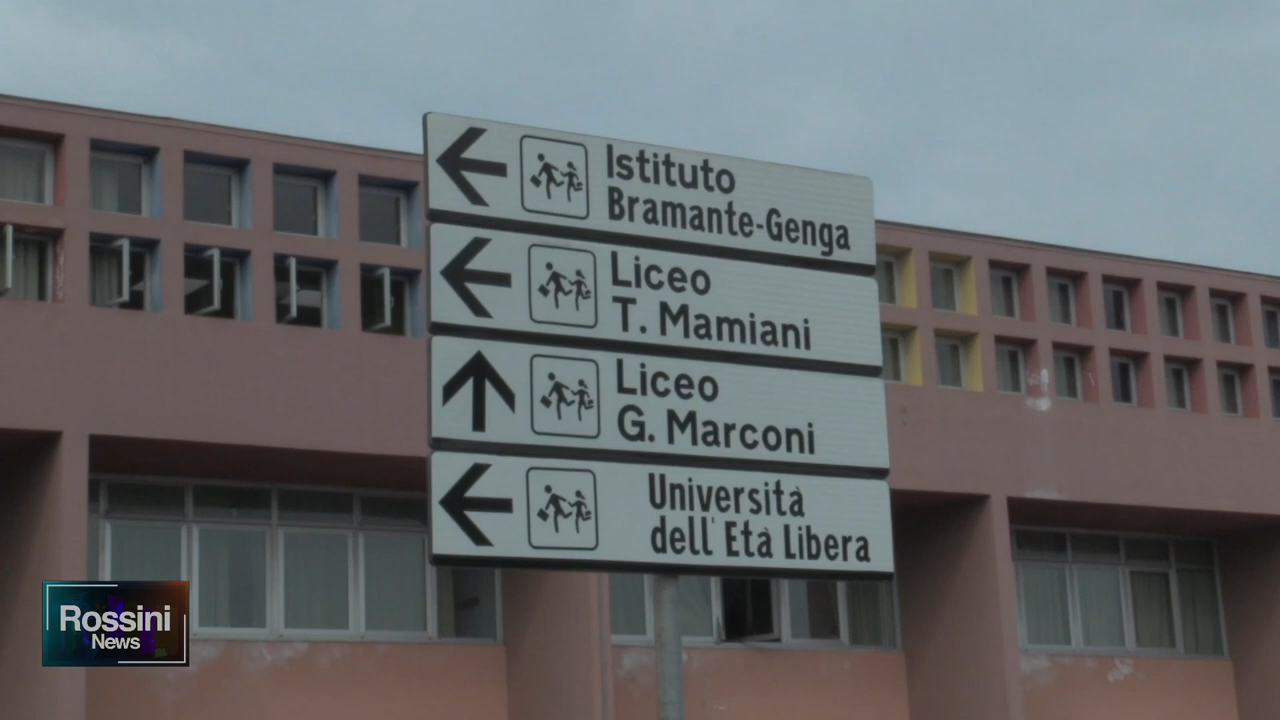 Istituto
Bramante-Genga
Liceo
T. Mamiani
Liceo
G. Marconi
Università
dell'Età Libera
Rossini
News